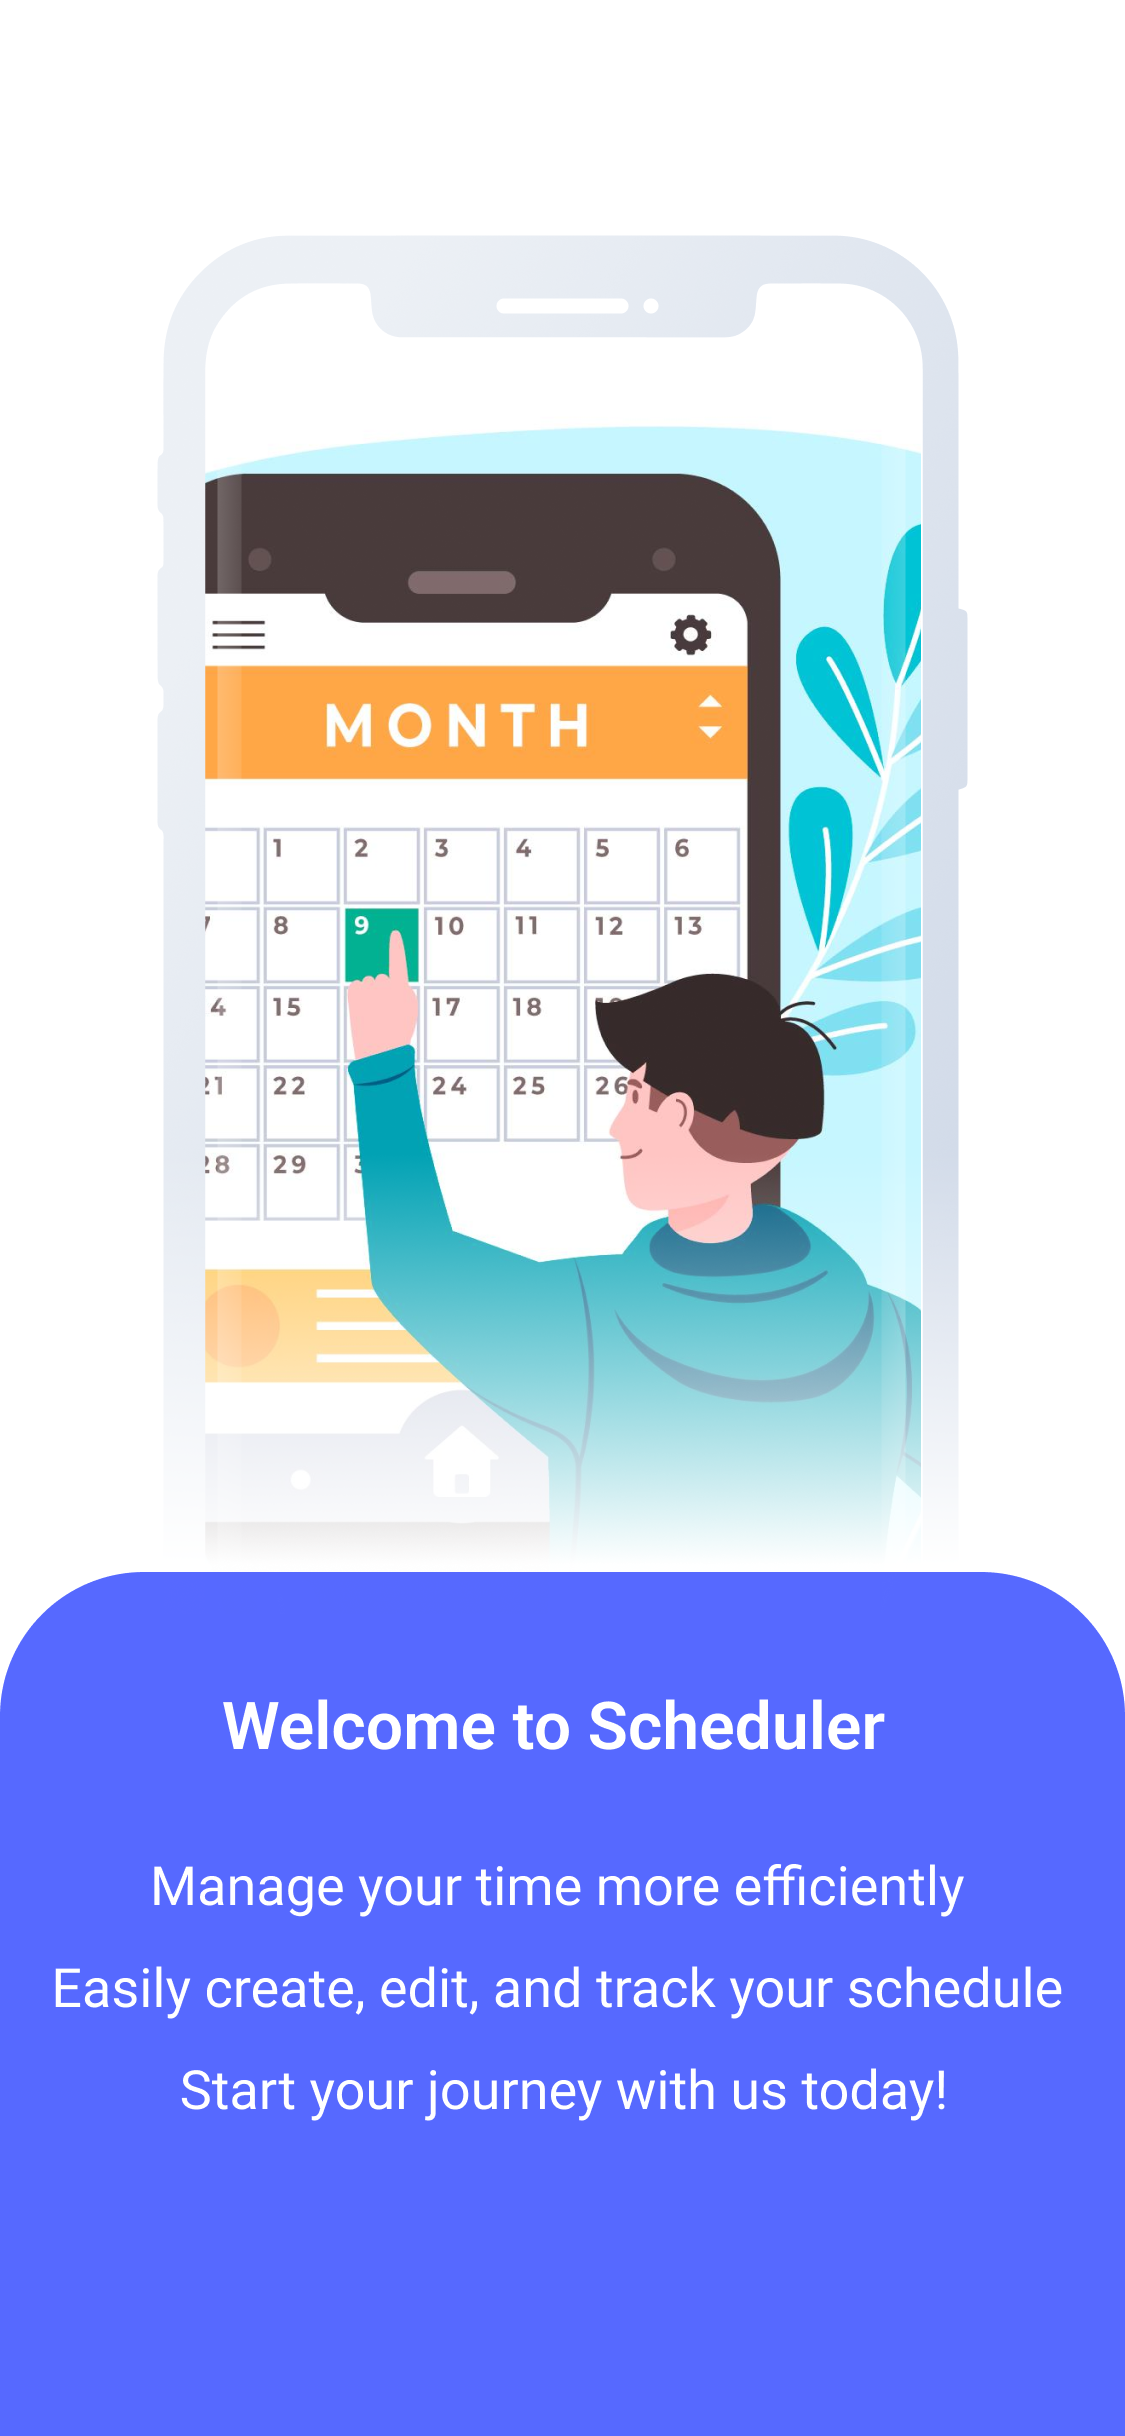 MONTH
1 2 3 4 5 6
7 8 9 10 11 12 13
4 15 17 18
21 22 24 25 26
28 29
Welcome to Scheduler
Manage your time more efficiently
Easily create, edit, and track your schedule
Start your journey with us today!